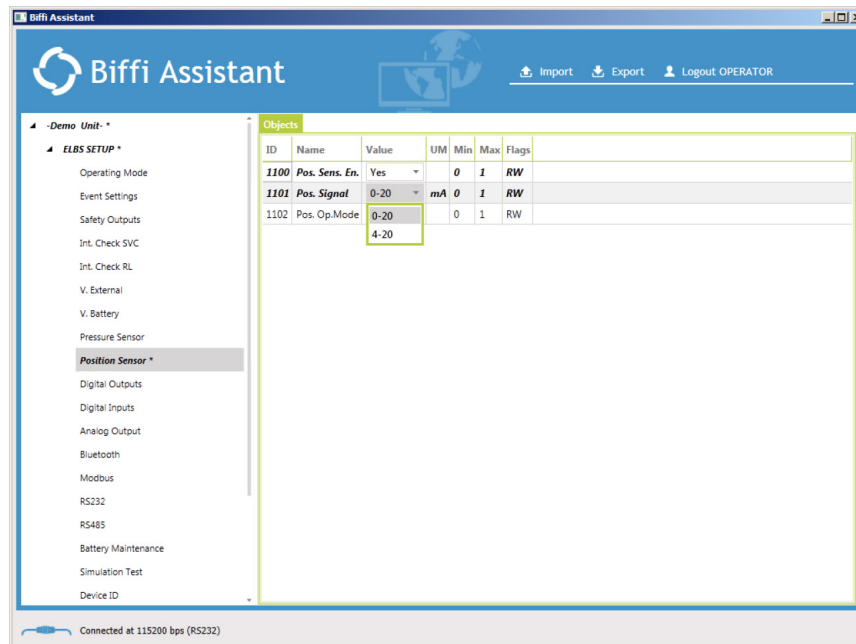 Biffi Assistant
Biffi Assistant
Import Export Logout OPERATOR
-Demo Unit- *
ELBS SETUP *
Operating Mode
Event Settings
Safety Outputs
Int. Check SVC
Int. Check RL
V. External
V. Battery
Pressure Sensor
Position Sensor *
Digital Outputs
Digital Inputs
Analog Output
Bluetooth
Modbus
RS232
RS485
Battery Maintenance
Simulation Test
Device ID
Objects
ID Name Value UM Min Max Flags
1100 Pos. Sens. En. Yes 0 1 RW
1101 Pos. Signal 0-20 mA 0 1 RW
1102 Pos. Op.Mode 0 1 RW
0-20
4-20
Connected at 115200 bps (RS232)